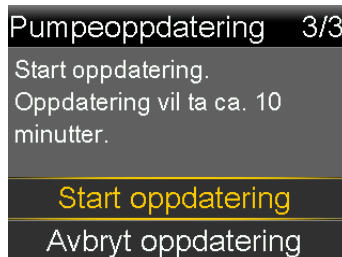 Pumpeoppdatering 3/3
Start oppdatering.
Oppdatering vil ta ca. 10
minutter.
Start oppdatering
Avbryt oppdatering